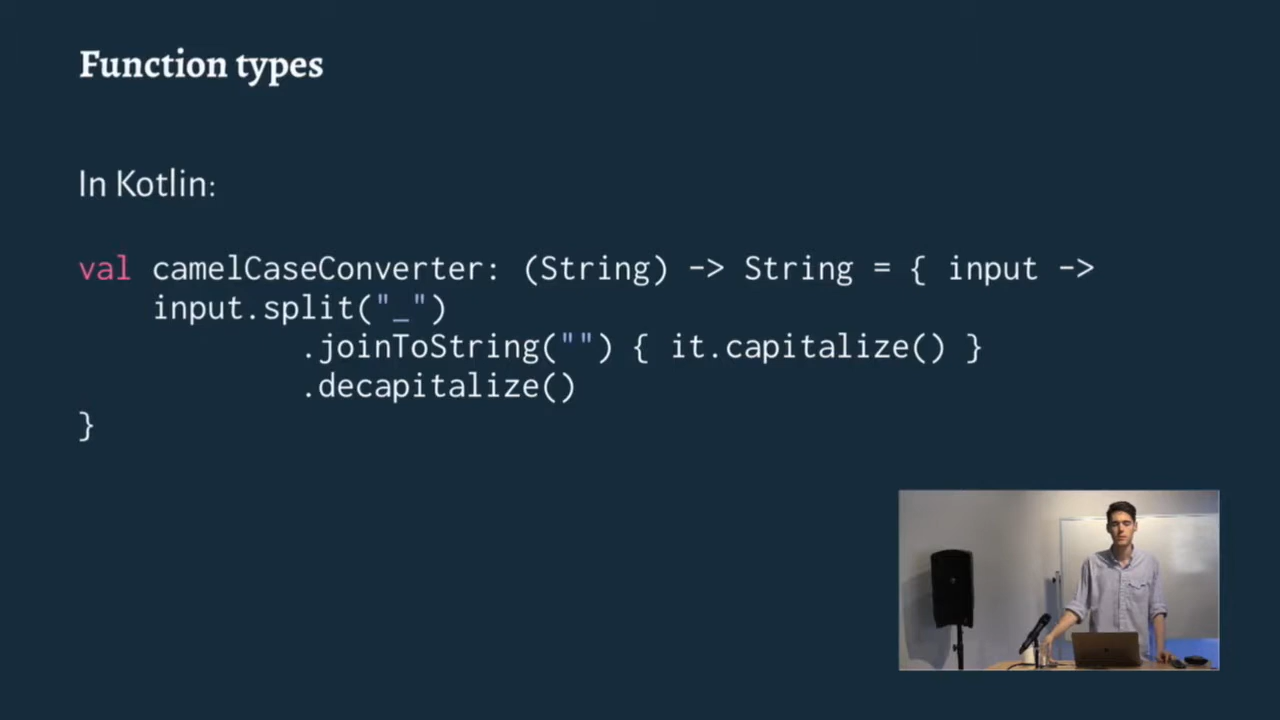 Function types
In Kotlin:
val camelCaseConverter: (String) -> String = { input ->
    input.split("_")
            .joinToString("") { it.capitalize() }
            .decapitalize()
}